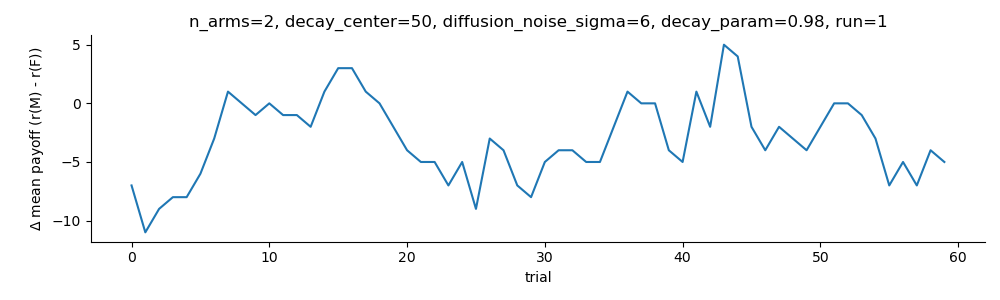 n_arms=2, decay_center=50, diffusion_noise_sigma=6, decay_param=0.98, run=1
Δ mean payoff (r(M) - r(F))
5
0
−5
−10
0 10 20 30 40 50 60
trial